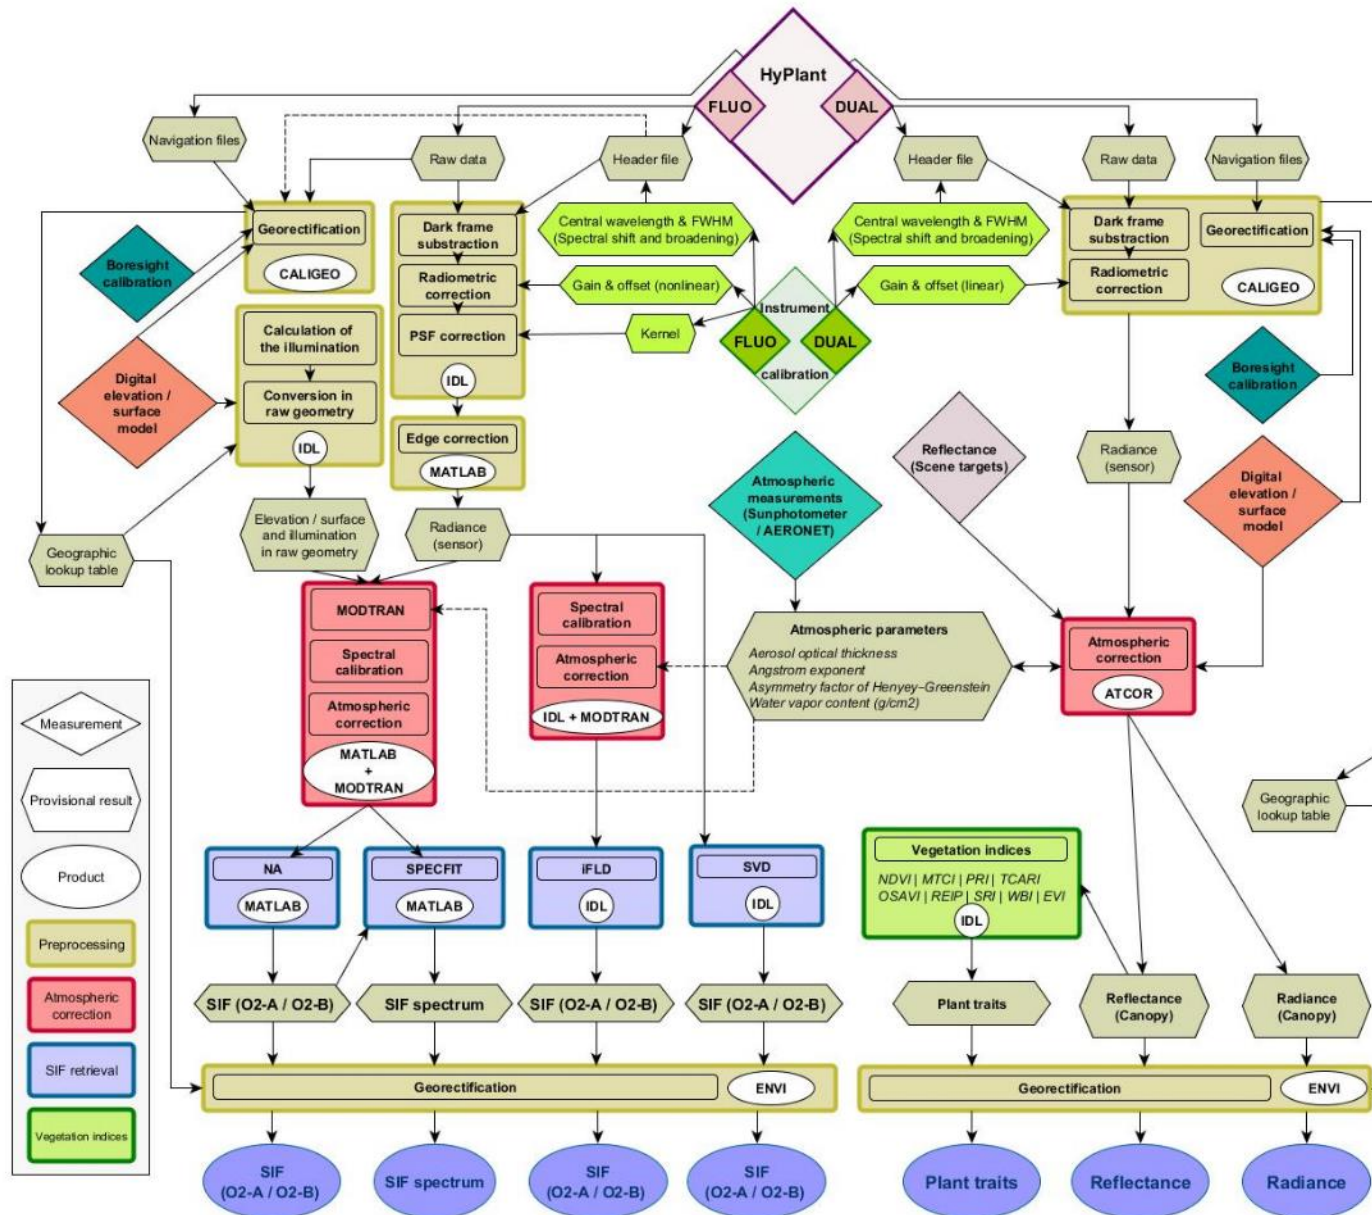 HyPlant
FLUO
DUAL
Navigation files
Raw data
Header file
Header file
Raw data
Navigation files
Georectification
CALIGEO
Dark frame
substraction
Radiometric
correction
PSF correction
IDL
Central wavelength & FWHM
(Spectral shift and broadening)
Gain & offset (nonlinear)
Kernel
Instrument
FLUO
DUAL
calibration
Central wavelength & FWHM
(Spectral shift and broadening)
Gain & offset (linear)
Dark frame
substraction
Radiometric
correction
Georectification
CALIGEO
Boresight
calibration
Digital
elevation /
surface
model
Calculation of
the illumination
Conversion in
raw geometry
IDL
Edge correction
MATLAB
Boresight
calibration
Digital
elevation /
surface
model
Reflectance
(Scene targets)
Radiance
(sensor)
Atmospheric
measurements
(Sunphotometer
/ AERONET)
Geographic
lookup table
Elevation / surface
and illumination
in raw geometry
Radiance
(sensor)
MODTRAN
Spectral
calibration
Atmospheric
correction
MATLAB
+
MODTRAN
Spectral
calibration
Atmospheric
correction
IDL + MODTRAN
Atmospheric parameters
Aerosol optical thickness
Angstrom exponent
Asymmetry factor of Henyey–Greenstein
Water vapor content (g/cm2)
Atmospheric
correction
ATCOR
Geographic
lookup table
Measurement
Provisional result
Product
Preprocessing
Atmospheric
correction
SIF retrieval
Vegetation indices
NA
MATLAB
SPECFIT
MATLAB
iFLD
IDL
SVD
IDL
Vegetation indices
NDVI | MTCI | PRI | TCARI
OSAVI | REIP | SRI | WBI | EVI
IDL
SIF (O2-A / O2-B)
SIF spectrum
SIF (O2-A / O2-B)
SIF (O2-A / O2-B)
Plant traits
Reflectance
(Canopy)
Radiance
(Canopy)
Georectification
ENVI
Georectification
ENVI
SIF
(O2-A / O2-B)
SIF spectrum
SIF
(O2-A / O2-B)
SIF
(O2-A / O2-B)
Plant traits
Reflectance
Radiance